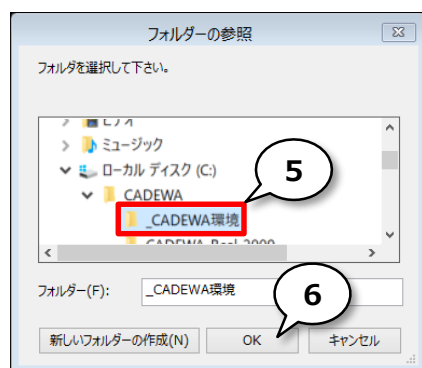 フォルダーの参照
フォルダを選択して下さい。
ミュージック
ローカル ディスク (C:)
5
CADEWA
_CADEWA環境
フォルダー(F):
_CADEWA環境
6
新しいフォルダーの作成(N)
OK
キャンセル